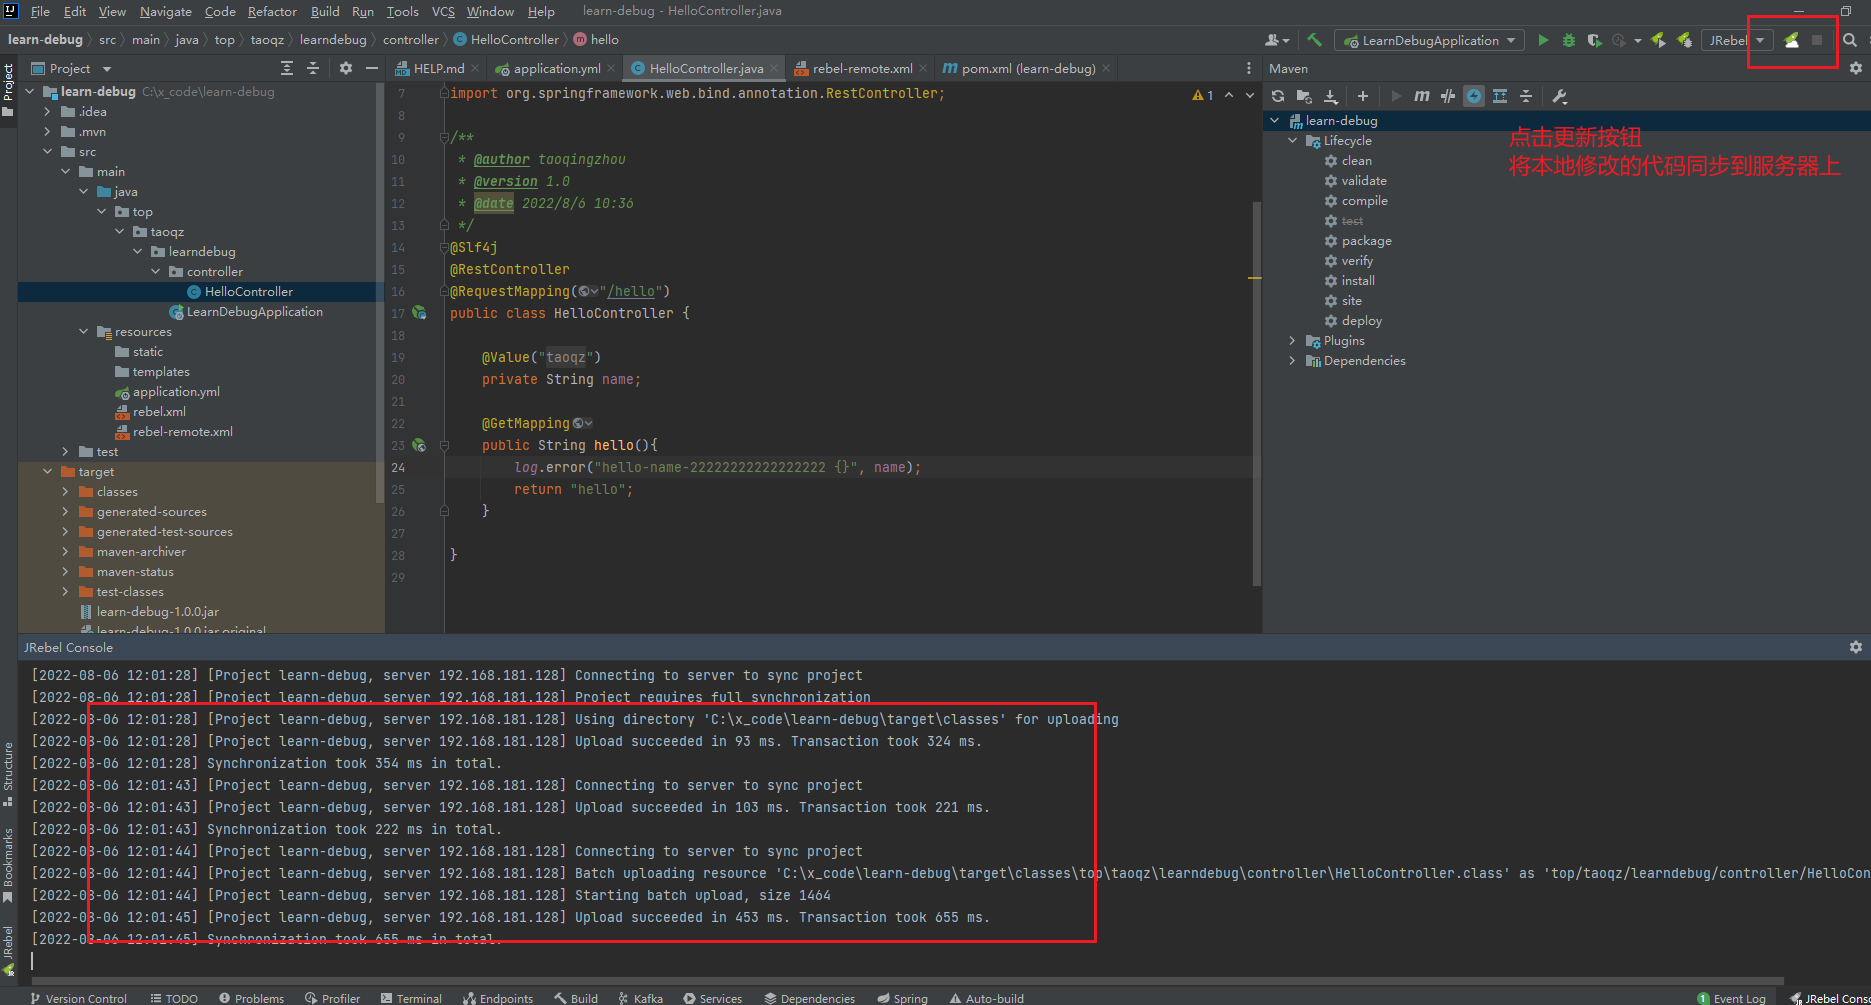 File Edit View Navigate Code Refactor Build Run Tools VCS Window Help learn-debug - HelloController.java
learn-debug src main java top taoqz learndebug controller HelloController hello
LearnDebugApplication
JRebel
Project
HELP.md application.yml HelloController.java rebel-remote.xml pom.xml (learn-debug)
Maven
Project
learn-debug C:\x_code\learn-debug
.idea
.mvn
src
main
java
top
taoqz
learndebug
controller
HelloController
LearnDebugApplication
resources
static
templates
application.yml
rebel.xml
rebel-remote.xml
test
target
classes
generated-sources
generated-test-sources
maven-archiver
maven-status
test-classes
learn-debug-1.0.0.jar
learn-debug-1.0.0.jar.original
1
7 import org.springframework.web.bind.annotation.RestController;
8
9 /**
10 * @author taoqingzhou
11 * @version 1.0
12 * @date 2022/8/6 10:36
13 */
14 @Slf4j
15 @RestController
16 @RequestMapping("/hello")
17 public class HelloController {
18
19 @Value("taoqz")
20 private String name;
21
22 @GetMapping
23 public String hello(){
24 log.error("hello-name-22222222222222222 {}", name);
25 return "hello";
26 }
27
28 }
29
learn-debug
Lifecycle
clean
validate
compile
test
package
verify
install
site
deploy
Plugins
Dependencies
点击更新按钮
将本地修改的代码同步到服务器上
JRebel Console
[2022-08-06 12:01:28] [Project learn-debug, server 192.168.181.128] Connecting to server to sync project
[2022-08-06 12:01:28] [Project learn-debug, server 192.168.181.128] Project requires full synchronization
[2022-08-06 12:01:28] [Project learn-debug, server 192.168.181.128] Using directory 'C:\x_code\learn-debug\target\classes' for uploading
[2022-08-06 12:01:28] [Project learn-debug, server 192.168.181.128] Upload succeeded in 93 ms. Transaction took 324 ms.
[2022-08-06 12:01:28] Synchronization took 354 ms in total.
[2022-08-06 12:01:43] [Project learn-debug, server 192.168.181.128] Connecting to server to sync project
[2022-08-06 12:01:43] [Project learn-debug, server 192.168.181.128] Upload succeeded in 103 ms. Transaction took 221 ms.
[2022-08-06 12:01:43] Synchronization took 222 ms in total.
[2022-08-06 12:01:44] [Project learn-debug, server 192.168.181.128] Connecting to server to sync project
[2022-08-06 12:01:44] [Project learn-debug, server 192.168.181.128] Batch uploading resource 'C:\x_code\learn-debug\target\classes\top\taoqz\learndebug\controller\HelloController.class' as 'top/taoqz/learndebug/controller/HelloCon
[2022-08-06 12:01:44] [Project learn-debug, server 192.168.181.128] Starting batch upload, size 1464
[2022-08-06 12:01:45] [Project learn-debug, server 192.168.181.128] Upload succeeded in 453 ms. Transaction took 655 ms.
[2022-08-06 12:01:45] Synchronization took 655 ms in total.
Structure
Bookmarks
JRebel
Version Control TODO Problems Profiler Terminal Endpoints Build Kafka Services Dependencies Spring Auto-build 1 Event Log JRebel Conso